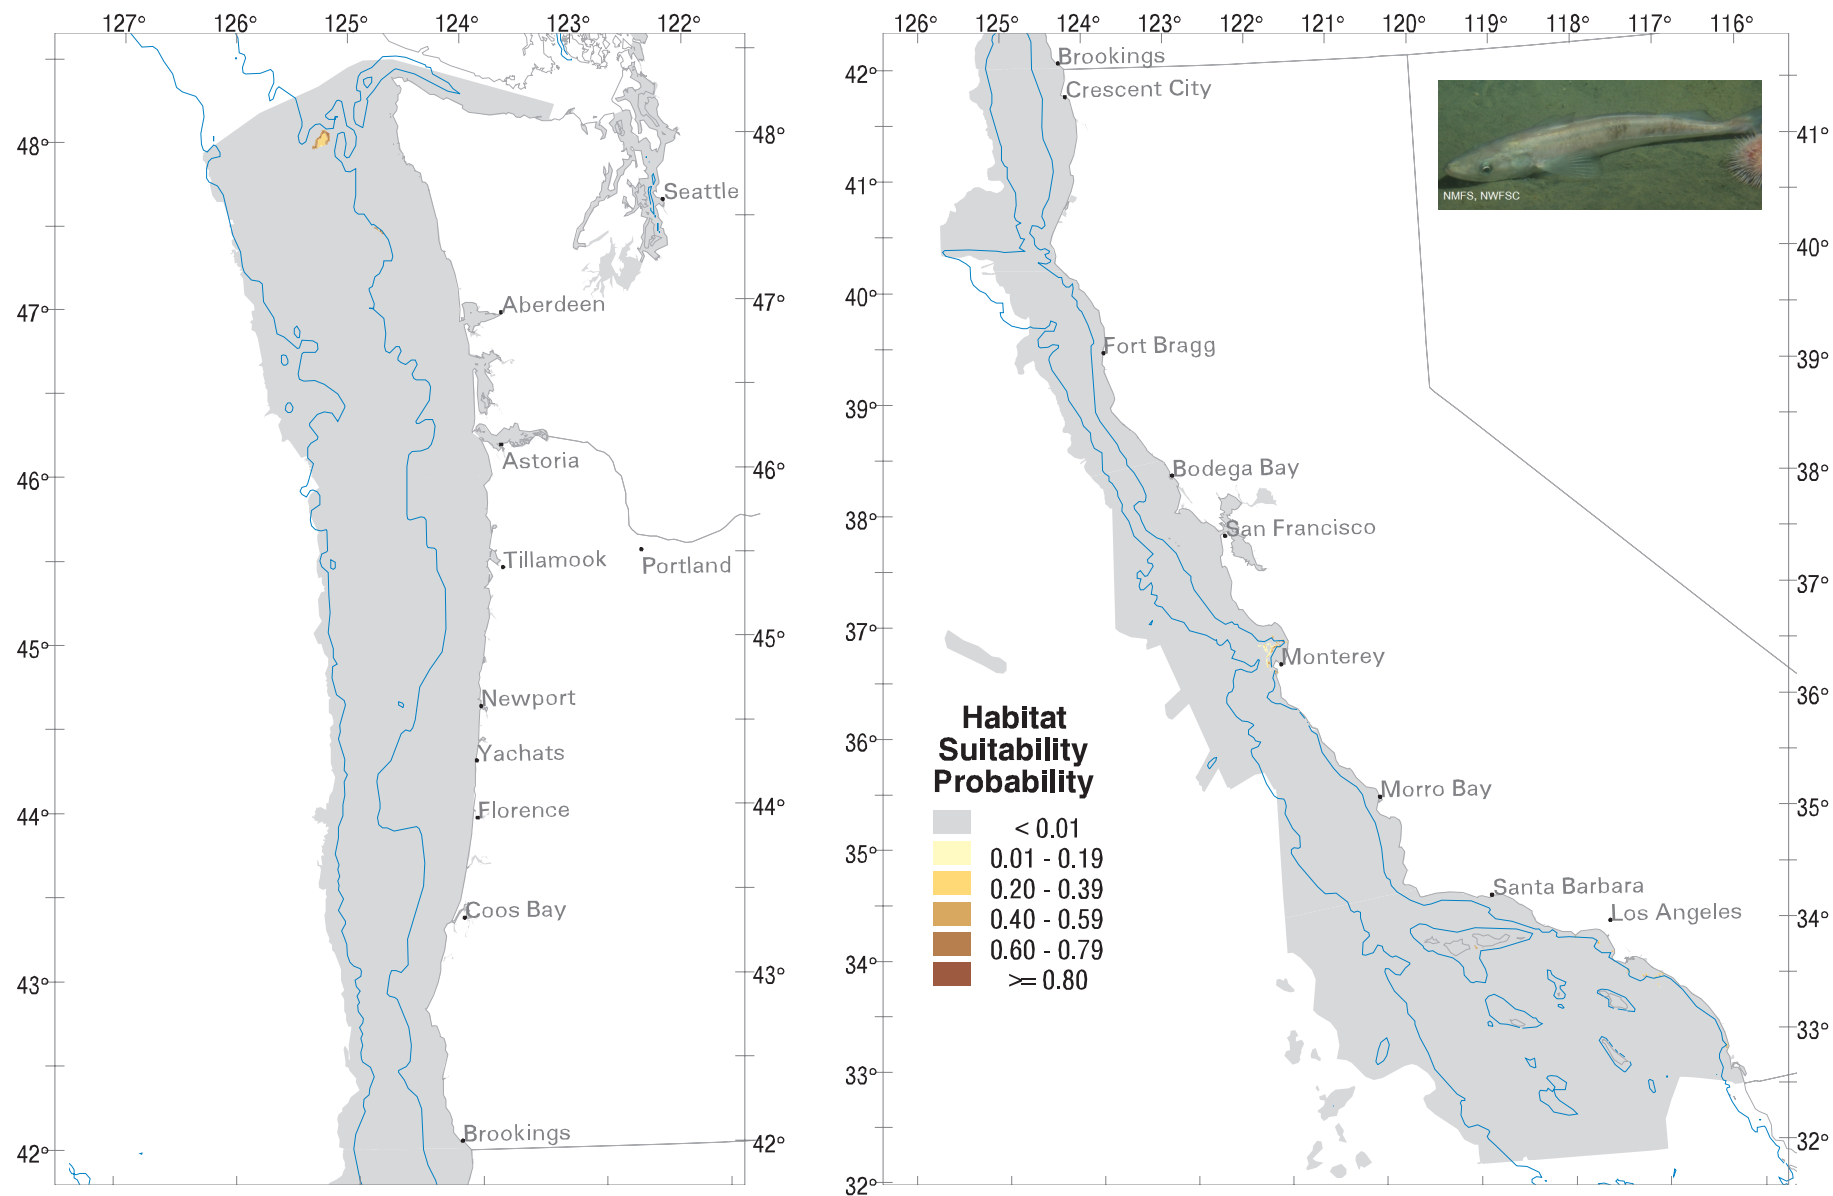 127° 126° 125° 124° 123° 122°
48°
47°
46°
45°
44°
43°
42°
48°
47°
46°
45°
44°
43°
42°
Seattle
Aberdeen
Astoria
Tillamook
Portland
Newport
Yachats
Florence
Coos Bay
Brookings
126° 125° 124° 123° 122° 121° 120° 119° 118° 117° 116°
42°
41°
40°
39°
38°
37°
36°
35°
34°
33°
32°
41°
40°
39°
38°
37°
36°
35°
34°
33°
32°
Brookings
Crescent City
NMFS, NWFSC
Fort Bragg
Bodega Bay
San Francisco
Monterey
Morro Bay
Santa Barbara
Los Angeles
Habitat
Suitability
Probability
< 0.01
0.01 - 0.19
0.20 - 0.39
0.40 - 0.59
0.60 - 0.79
>= 0.80